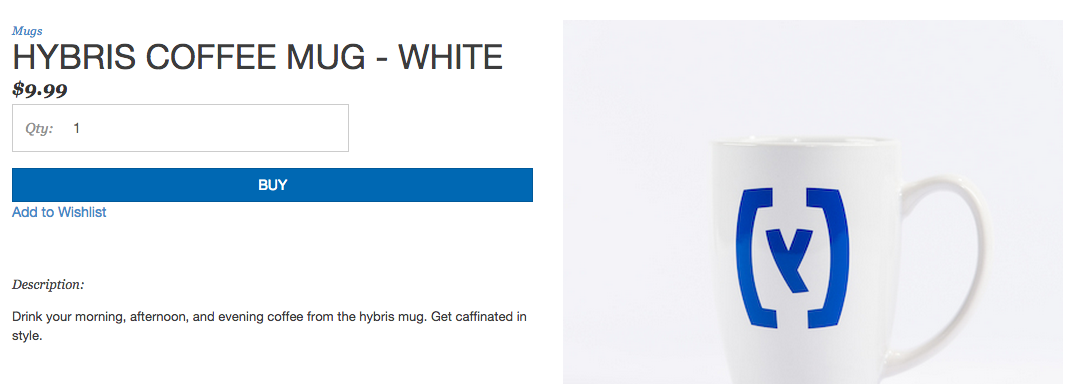 Mugs
HYBRIS COFFEE MUG - WHITE
$9.99
Qty: 1
BUY
Add to Wishlist
Description:
Drink your morning, afternoon, and evening coffee from the hybris mug. Get caffinated in
style.
(y)